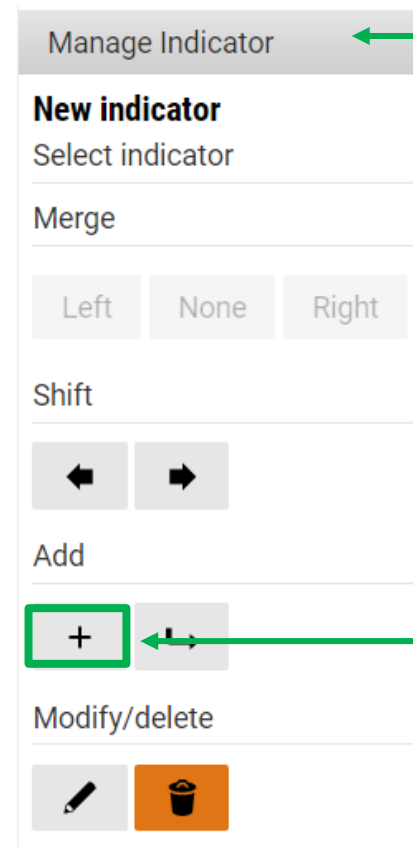 Manage Indicator
New indicator
Select indicator
Merge
Left None Right
Shift
Add
+
Modify/delete